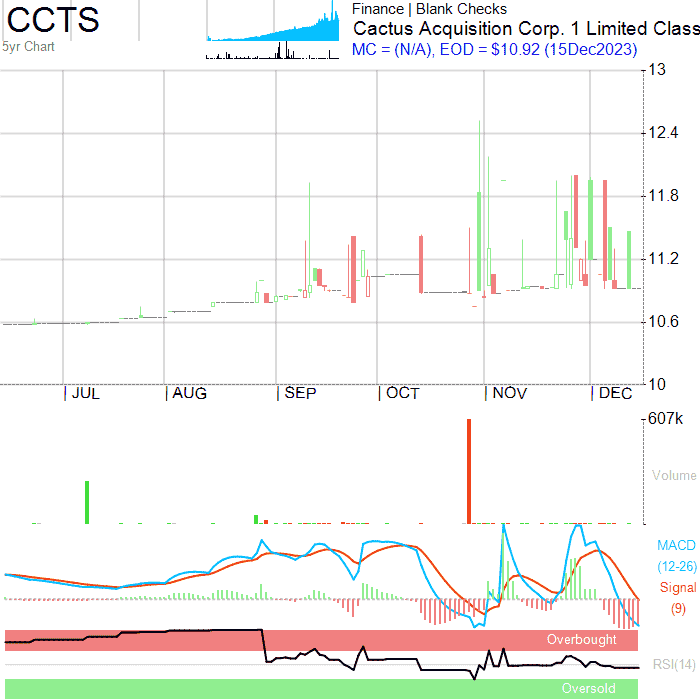 CCTS
5yr Chart
Finance | Blank Checks
Cactus Acquisition Corp. 1 Limited Class
MC = (N/A), EOD = $10.92 (15Dec2023)
13
12.4
11.8
11.2
10.6
10
JUL
AUG
SEP
OCT
NOV
DEC
607k
Volume
MACD
(12-26)
Signal
(9)
Overbought
RSI(14)
Oversold